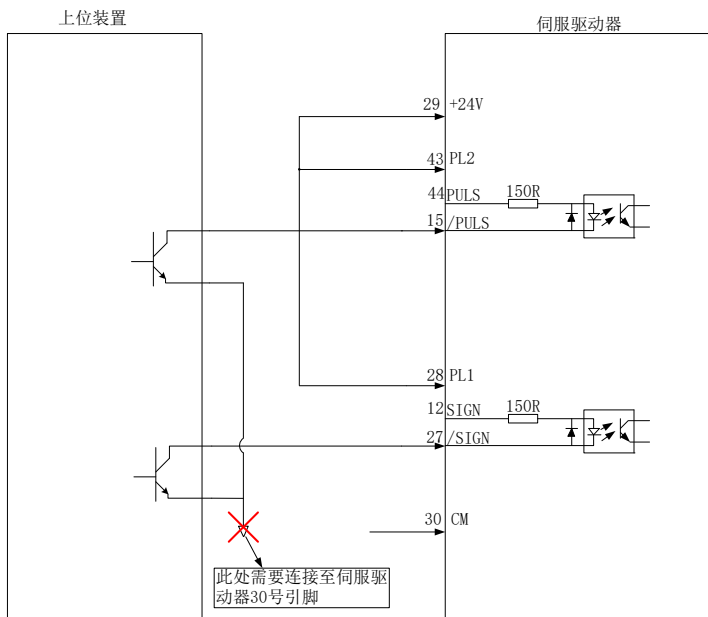 上位装置
伺服驱动器
29 +24V
43 PL2
44 PULS 150R
15 /PULS
28 PL1
12 SIGN 150R
27 /SIGN
30 CM
此处需要连接至伺服驱
动器30号引脚